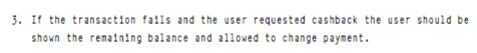 3. If the transaction fails and the user requested cashback the user should be
shown the remaining balance and allowed to change payment.